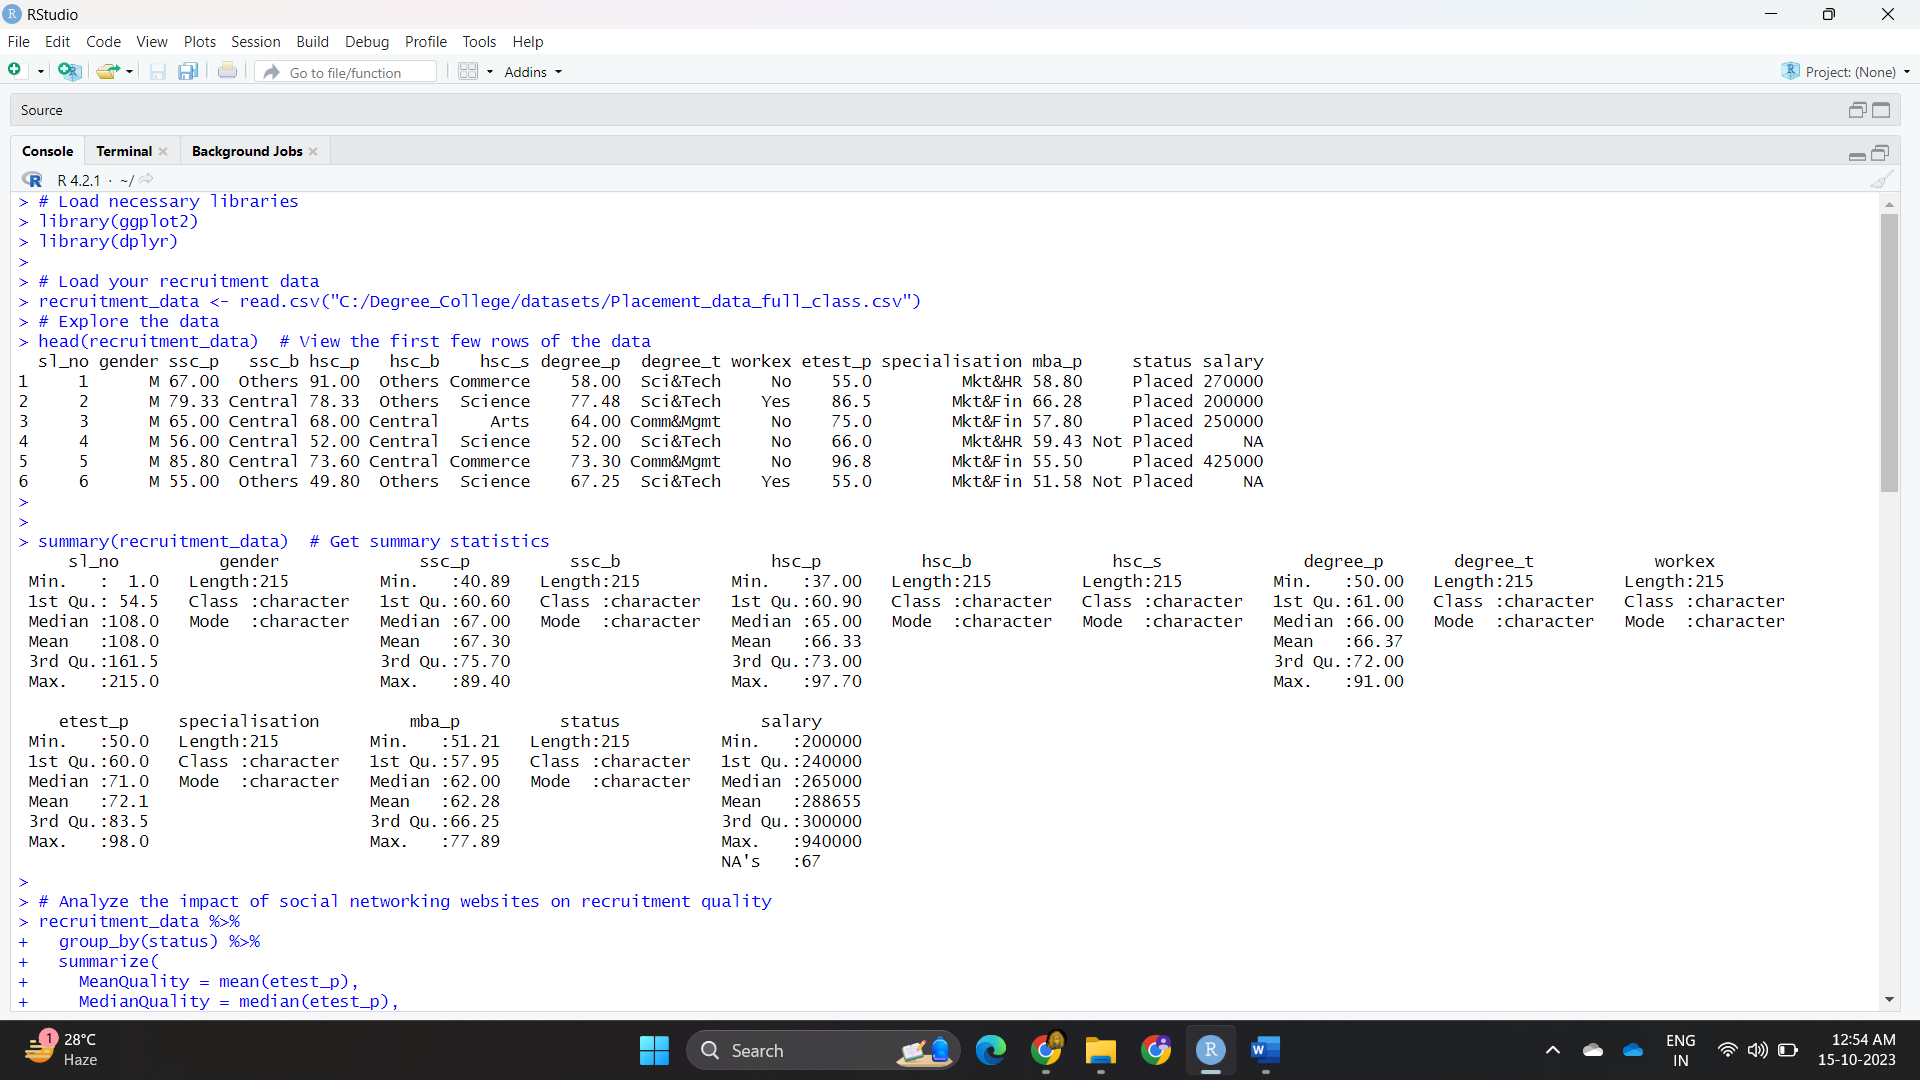 RStudio
File Edit Code View Plots Session Build Debug Profile Tools Help
Go to file/function Addins Project: (None)
Source
Console Terminal Background Jobs
R 4.2.1 · ~/
> # Load necessary libraries
> library(ggplot2)
> library(dplyr)
>
> # Load your recruitment data
> recruitment_data <- read.csv("C:/Degree_College/datasets/Placement_data_full_class.csv")
> # Explore the data
> head(recruitment_data)  # View the first few rows of the data
  sl_no gender ssc_p   ssc_b hsc_p   hsc_b    hsc_s degree_p  degree_t workex etest_p specialisation mba_p     status salary
1     1      M 67.00  Others 91.00  Others Commerce    58.00  Sci&Tech     No    55.0         Mkt&HR 58.80     Placed 270000
2     2      M 79.33 Central 78.33  Others  Science    77.48  Sci&Tech    Yes    86.5        Mkt&Fin 66.28     Placed 200000
3     3      M 65.00 Central 68.00 Central     Arts    64.00 Comm&Mgmt     No    75.0        Mkt&Fin 57.80     Placed 250000
4     4      M 56.00 Central 52.00 Central  Science    52.00  Sci&Tech     No    66.0         Mkt&HR 59.43 Not Placed     NA
5     5      M 85.80 Central 73.60 Central Commerce    73.30 Comm&Mgmt     No    96.8        Mkt&Fin 55.50     Placed 425000
6     6      M 55.00  Others 49.80  Others  Science    67.25  Sci&Tech    Yes    55.0        Mkt&Fin 51.58 Not Placed     NA
>
>
> summary(recruitment_data)  # Get summary statistics
sl_no gender ssc_p ssc_b hsc_p hsc_b hsc_s degree_p degree_t workex
Min.   :  1.0   Length:215   Min.   :40.89   Length:215   Min.   :37.00   Length:215   Length:215   Min.   :50.00   Length:215   Length:215
1st Qu.: 54.5   Class :character   1st Qu.:60.60   Class :character   1st Qu.:60.90   Class :character   Class :character   1st Qu.:61.00   Class :character   Class :character
Median :108.0   Mode  :character   Median :67.00   Mode  :character   Median :65.00   Mode  :character   Mode  :character   Median :66.00   Mode  :character   Mode  :character
Mean   :108.0   Mean   :67.30   Mean   :66.33   Mean   :66.37
3rd Qu.:161.5   3rd Qu.:75.70   3rd Qu.:73.00   3rd Qu.:72.00
Max.   :215.0   Max.   :89.40   Max.   :97.70   Max.   :91.00
etest_p specialisation mba_p status salary
Min.   :50.0   Length:215   Min.   :51.21   Length:215   Min.   :200000
1st Qu.:60.0   Class :character   1st Qu.:57.95   Class :character   1st Qu.:240000
Median :71.0   Mode  :character   Median :62.00   Mode  :character   Median :265000
Mean   :72.1   Mean   :62.28   Mean   :288655
3rd Qu.:83.5   3rd Qu.:66.25   3rd Qu.:300000
Max.   :98.0   Max.   :77.89   Max.   :940000
NA's   :67
>
> # Analyze the impact of social networking websites on recruitment quality
> recruitment_data %>%
+   group_by(status) %>%
+   summarize(
+     MeanQuality = mean(etest_p),
+     MedianQuality = median(etest_p),
1 28°C
Haze
Search
ENG
IN
12:54 AM
15-10-2023